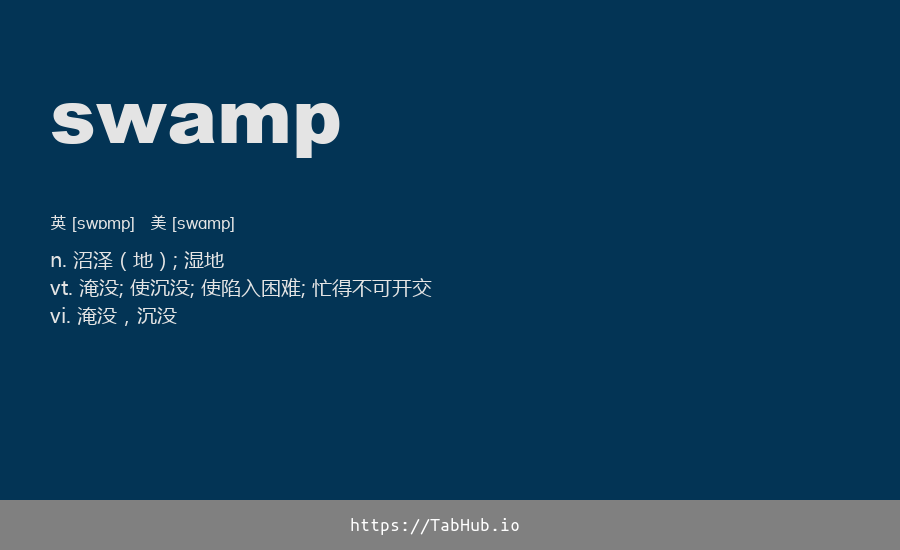 swamp
英 [swɒmp] 美 [swɑmp]
n. 沼泽（地）; 湿地
vt. 淹没; 使沉没; 使陷入困难; 忙得不可开交
vi. 淹没，沉没
https://TabHub.io